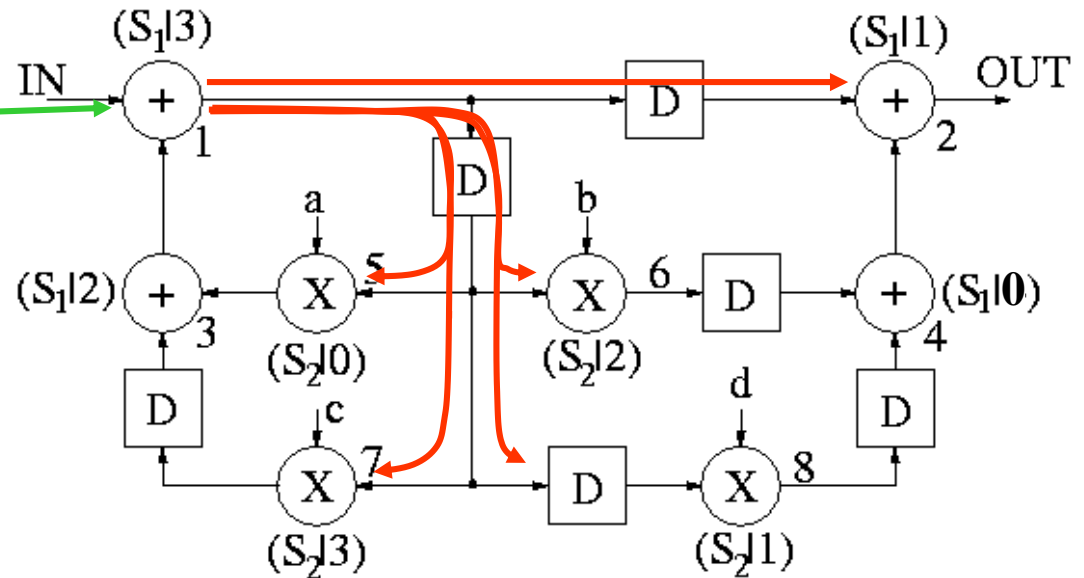 (S₁|3) (S₁|1)
IN + D + OUT
1 2
D
a b
(S₁|2) + X 5 X 6 D + (S₁|0)
3 4
(S₂|0) (S₂|2)
D c d D
X 7 D X 8
(S₂|3) (S₂|1)